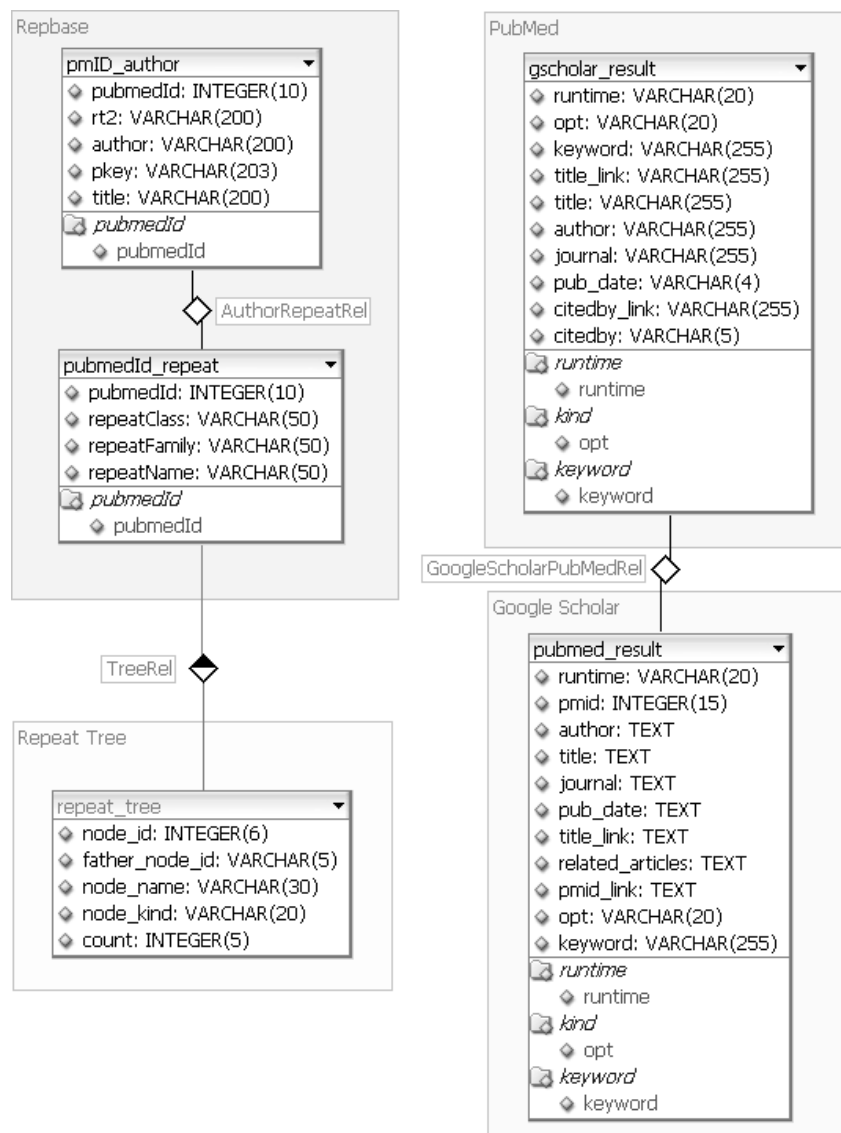 Repbase
pmID_author
pubmedId: INTEGER(10)
rt2: VARCHAR(200)
author: VARCHAR(200)
pkey: VARCHAR(203)
title: VARCHAR(200)
pubmedId
pubmedId
AuthorRepeatRel
pubmedId_repeat
pubmedId: INTEGER(10)
repeatClass: VARCHAR(50)
repeatFamily: VARCHAR(50)
repeatName: VARCHAR(50)
pubmedId
pubmedId
TreeRel
Repeat Tree
repeat_tree
node_id: INTEGER(6)
father_node_id: VARCHAR(5)
node_name: VARCHAR(30)
node_kind: VARCHAR(20)
count: INTEGER(5)
PubMed
gscholar_result
runtime: VARCHAR(20)
opt: VARCHAR(20)
keyword: VARCHAR(255)
title_link: VARCHAR(255)
title: VARCHAR(255)
author: VARCHAR(255)
journal: VARCHAR(255)
pub_date: VARCHAR(4)
citedby_link: VARCHAR(255)
citedby: VARCHAR(5)
runtime
runtime
kind
opt
keyword
keyword
GoogleScholarPubMedRel
Google Scholar
pubmed_result
runtime: VARCHAR(20)
pmid: INTEGER(15)
author: TEXT
title: TEXT
journal: TEXT
pub_date: TEXT
title_link: TEXT
related_articles: TEXT
pmid_link: TEXT
opt: VARCHAR(20)
keyword: VARCHAR(255)
runtime
runtime
kind
opt
keyword
keyword